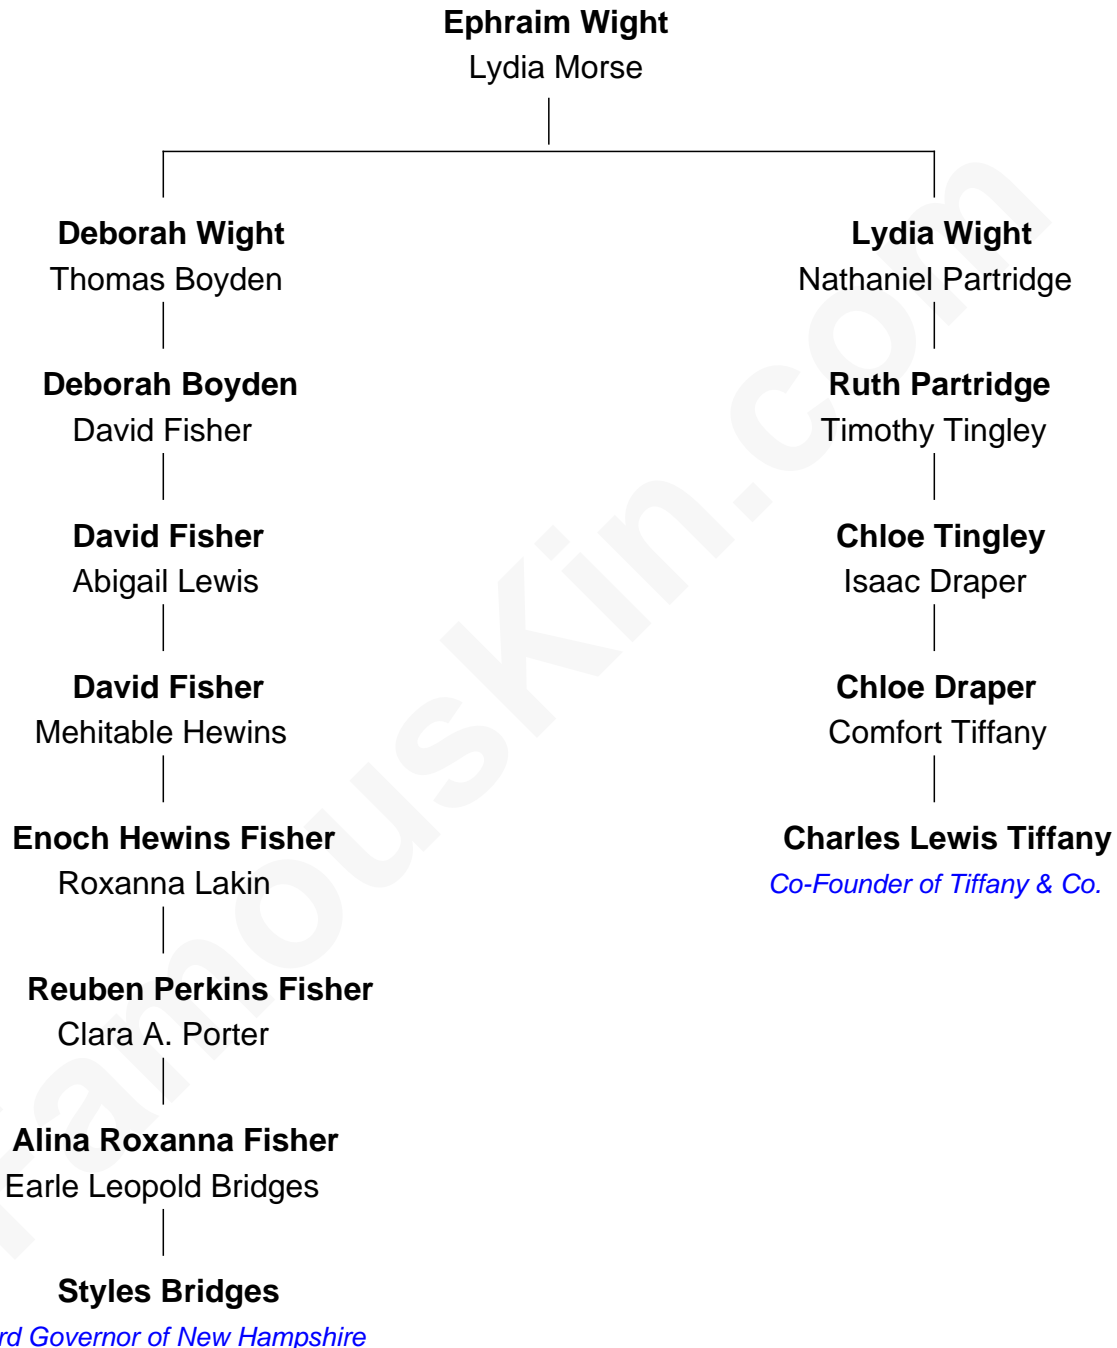 Ephraim Wight
Lydia Morse
Deborah Wight
Thomas Boyden
Deborah Boyden
David Fisher
David Fisher
Abigail Lewis
David Fisher
Mehitable Hewins
Enoch Hewins Fisher
Roxanna Lakin
Reuben Perkins Fisher
Clara A. Porter
Alina Roxanna Fisher
Earle Leopold Bridges
Styles Bridges
rd Governor of New Hampshire
Lydia Wight
Nathaniel Partridge
Ruth Partridge
Timothy Tingley
Chloe Tingley
Isaac Draper
Chloe Draper
Comfort Tiffany
Charles Lewis Tiffany
Co-Founder of Tiffany & Co.
FamousKin.com